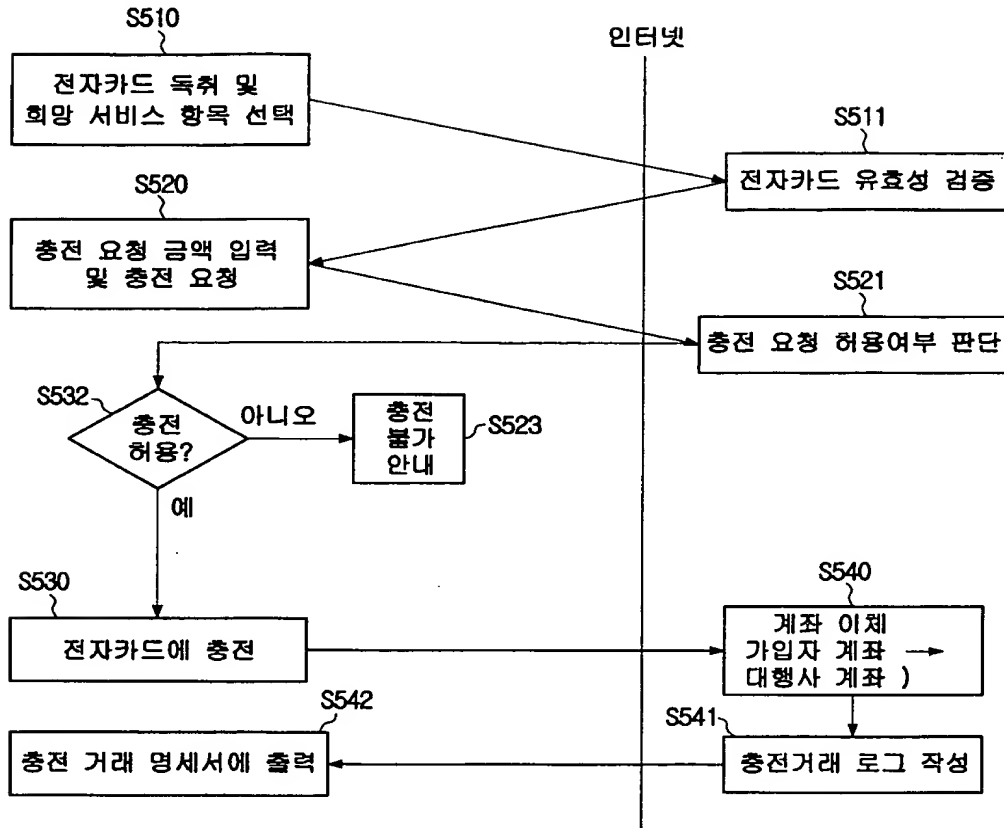 S510
인터넷
전자카드 독취 및
희망 서비스 항목 선택
S511
전자카드 유효성 검증
S520
충전 요청 금액 입력
및 충전 요청
S521
충전 요청 허용여부 판단
S532
충전
허용?
아니오
충전
불가
안내
S523
예
S530
전자카드에 충전
S540
계좌 이체
가입자 계좌 →
대행사 계좌 )
S542
충전 거래 명세서에 출력
S541
충전거래 로그 작성